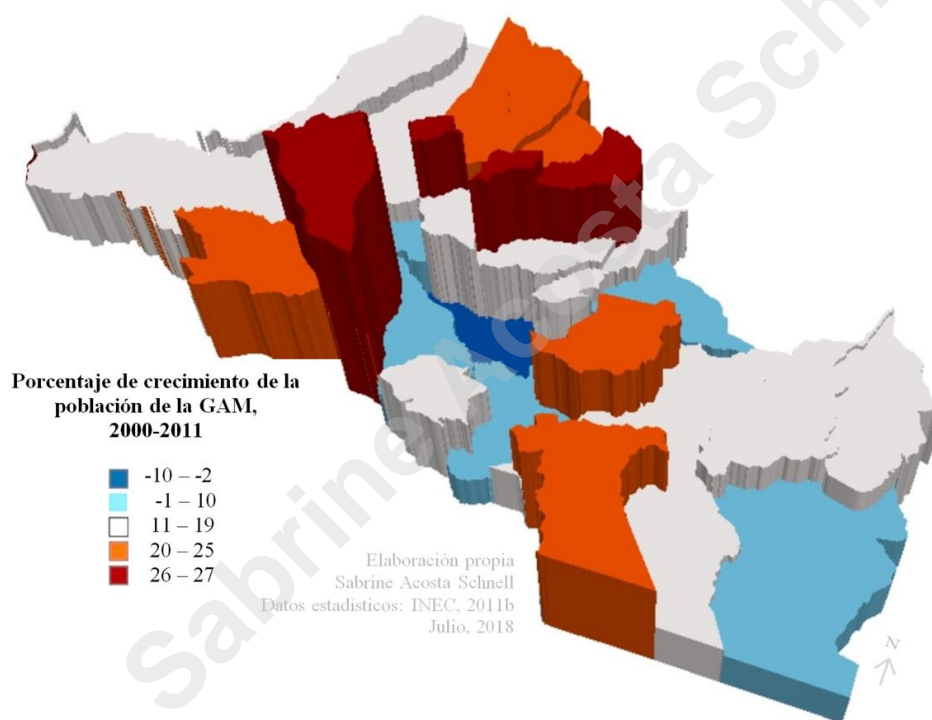 Sabrine Acosta Schn
Porcentaje de crecimiento de la
población de la GAM,
2000-2011
-10 – -2
-1 – 10
11 – 19
20 – 25
26 – 27
Elaboración propia
Sabrine Acosta Schnell
Datos estadísticos: INEC, 2011b
Julio, 2018
N